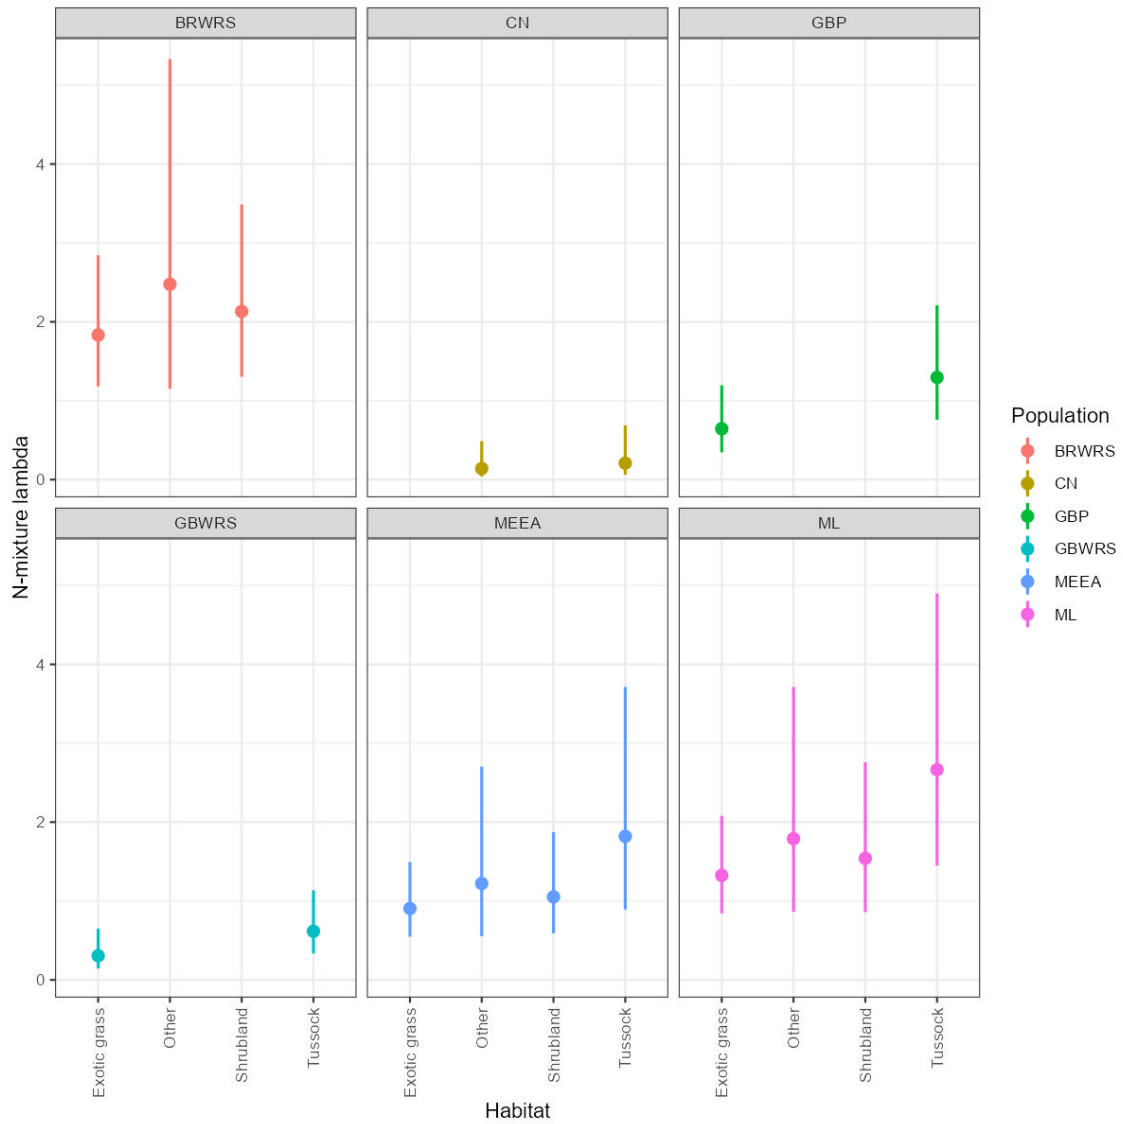 BRWRS CN GBP
4
2
0
N-mixture lambda
GBWRS MEEA ML
4
2
0
Exotic grass Other Shrubland Tussock Exotic grass Other Shrubland Tussock Exotic grass Other Shrubland Tussock
Habitat
Population
BRWRS
CN
GBP
GBWRS
MEEA
ML